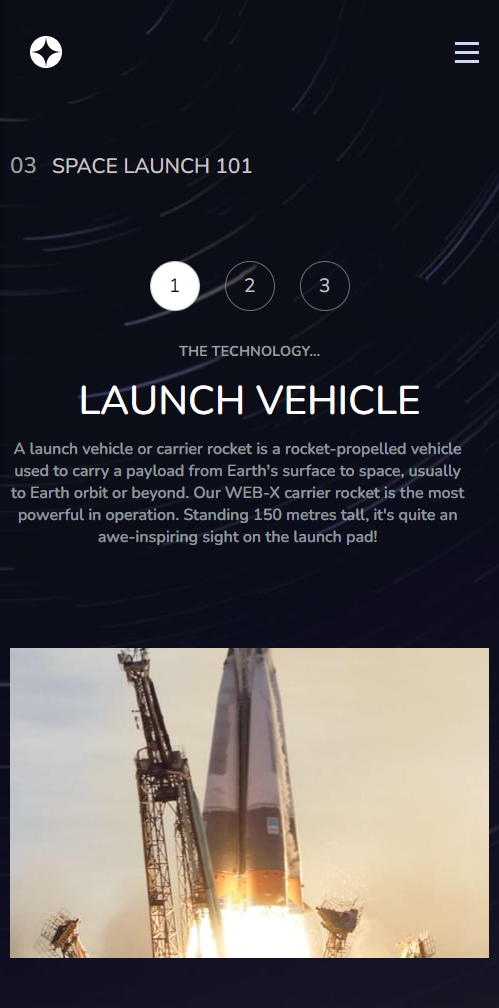 03 SPACE LAUNCH 101
1 2 3
THE TECHNOLOGY...
LAUNCH VEHICLE
A launch vehicle or carrier rocket is a rocket-propelled vehicle
used to carry a payload from Earth's surface to space, usually
to Earth orbit or beyond. Our WEB-X carrier rocket is the most
powerful in operation. Standing 150 metres tall, it's quite an
awe-inspiring sight on the launch pad!